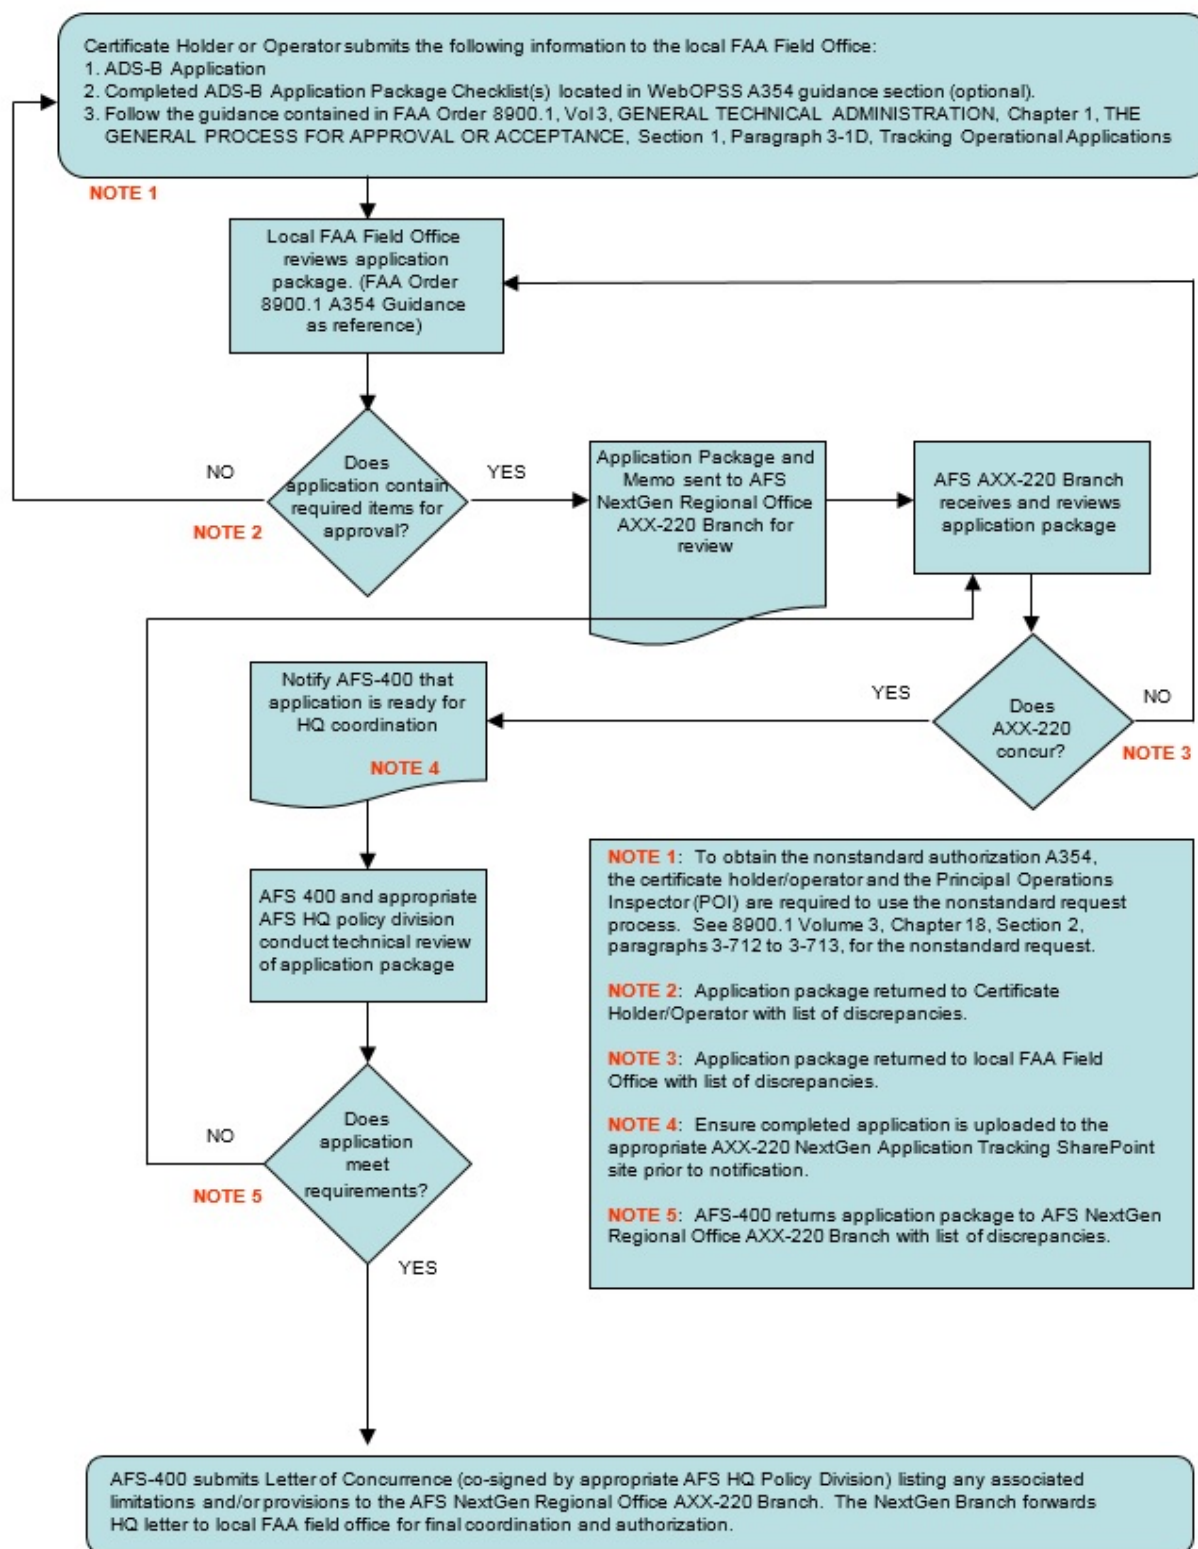 Certificate Holder or Operator submits the following information to the local FAA Field Office:
1. ADS-B Application
2. Completed ADS-B Application Package Checklist(s) located in WebOPSS A354 guidance section (optional).
3. Follow the guidance contained in FAA Order 8900.1, Vol 3, GENERAL TECHNICAL ADMINISTRATION, Chapter 1, THE
GENERAL PROCESS FOR APPROVAL OR ACCEPTANCE, Section 1, Paragraph 3-1D, Tracking Operational Applications
NOTE 1
Local FAA Field Office
reviews application
package. (FAA Order
8900.1 A354 Guidance
as reference)
NO
Does
application contain
required items for
approval?
YES
NOTE 2
Application Package and
Memo sent to AFS
NextGen Regional Office
AXX-220 Branch for
review
AFS AXX-220 Branch
receives and reviews
application package
Notify AFS-400 that
application is ready for
HQ coordination
NOTE 4
YES
Does
AXX-220
concur?
NO
NOTE 3
AFS 400 and appropriate
AFS HQ policy division
conduct technical review
of application package
NO
Does
application
meet
requirements?
NOTE 5
YES
NOTE 1: To obtain the nonstandard authorization A354,
the certificate holder/operator and the Principal Operations
Inspector (POI) are required to use the nonstandard request
process. See 8900.1 Volume 3, Chapter 18, Section 2,
paragraphs 3-712 to 3-713, for the nonstandard request.
NOTE 2: Application package returned to Certificate
Holder/Operator with list of discrepancies.
NOTE 3: Application package returned to local FAA Field
Office with list of discrepancies.
NOTE 4: Ensure completed application is uploaded to the
appropriate AXX-220 NextGen Application Tracking SharePoint
site prior to notification.
NOTE 5: AFS-400 returns application package to AFS NextGen
Regional Office AXX-220 Branch with list of discrepancies.
AFS-400 submits Letter of Concurrence (co-signed by appropriate AFS HQ Policy Division) listing any associated
limitations and/or provisions to the AFS NextGen Regional Office AXX-220 Branch. The NextGen Branch forwards
HQ letter to local FAA field office for final coordination and authorization.